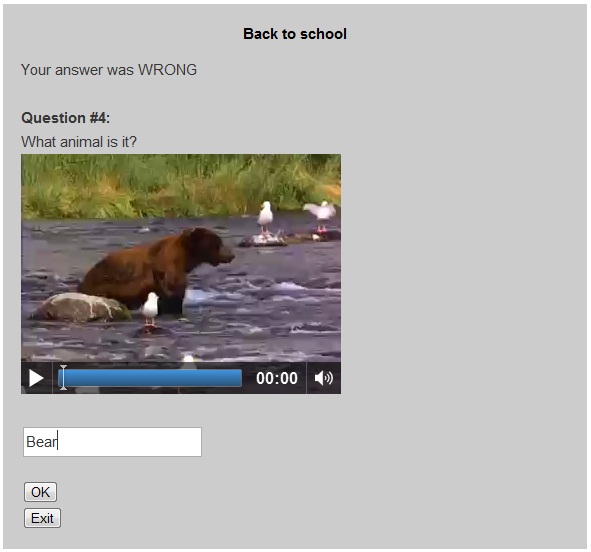 Back to school
Your answer was WRONG
Question #4:
What animal is it?
00:00
Bear
OK
Exit